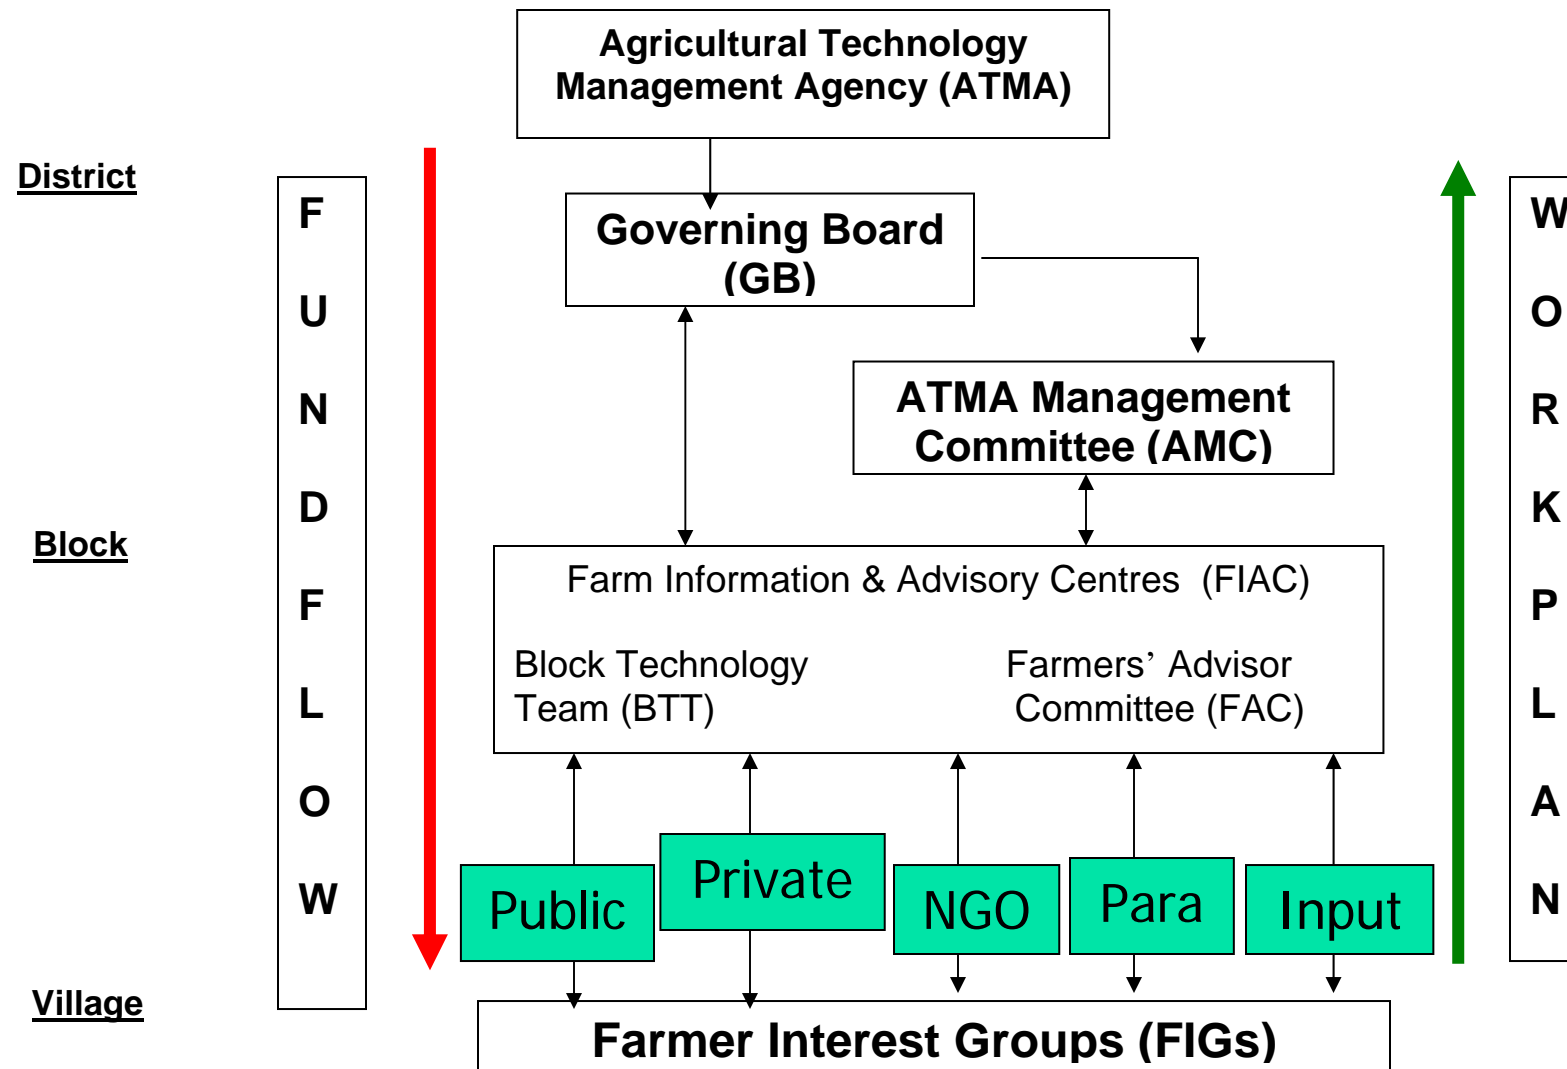 Agricultural Technology
Management Agency (ATMA)
District
Governing Board
(GB)
ATMA Management
Committee (AMC)
Block
Farm Information & Advisory Centres (FIAC)
Block Technology
Team (BTT)
Farmers’ Advisor
Committee (FAC)
Public
Private
NGO
Para
Input
Village
Farmer Interest Groups (FIGs)
F
U
N
D
F
L
O
W
W
O
R
K
P
L
A
N